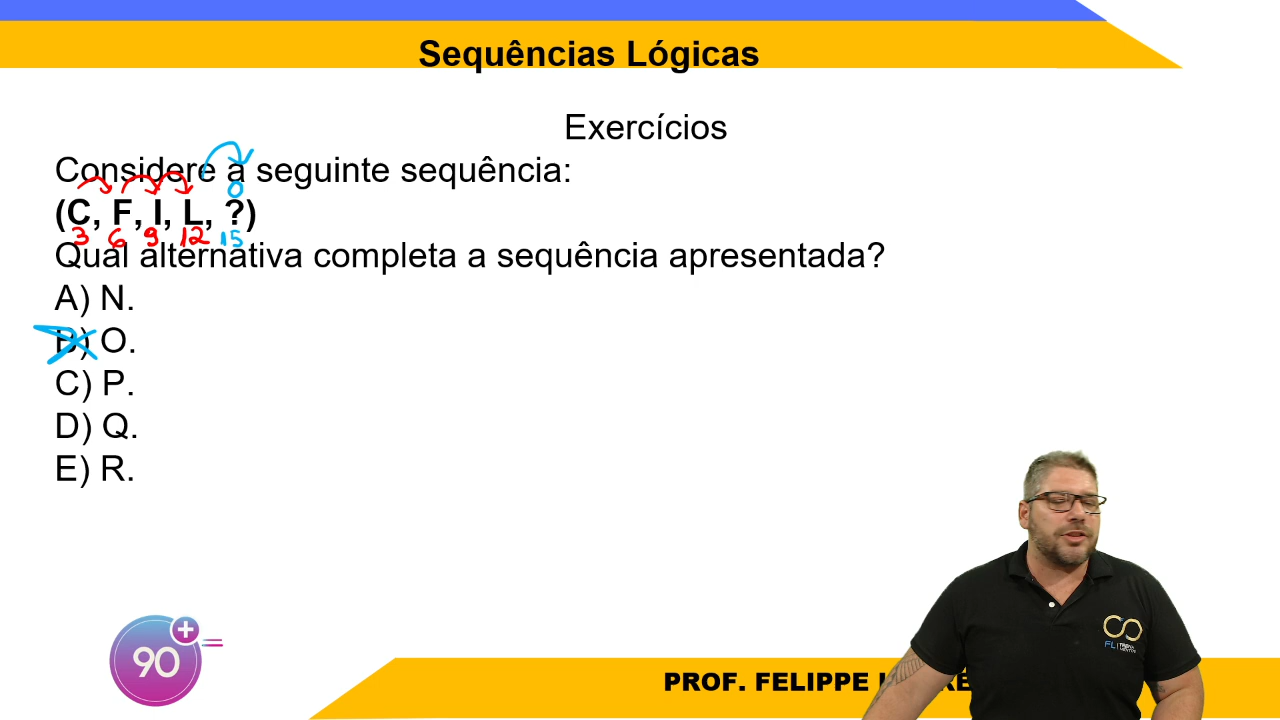 Sequências Lógicas
Exercícios
Considere a seguinte sequência:
O
(C, F, I, L, ?)
3 6 9 12 15
Qual alternativa completa a sequência apresentada?
A) N.
B) O.
C) P.
D) Q.
E) R.
90+
FL
PROF. FELIPPE